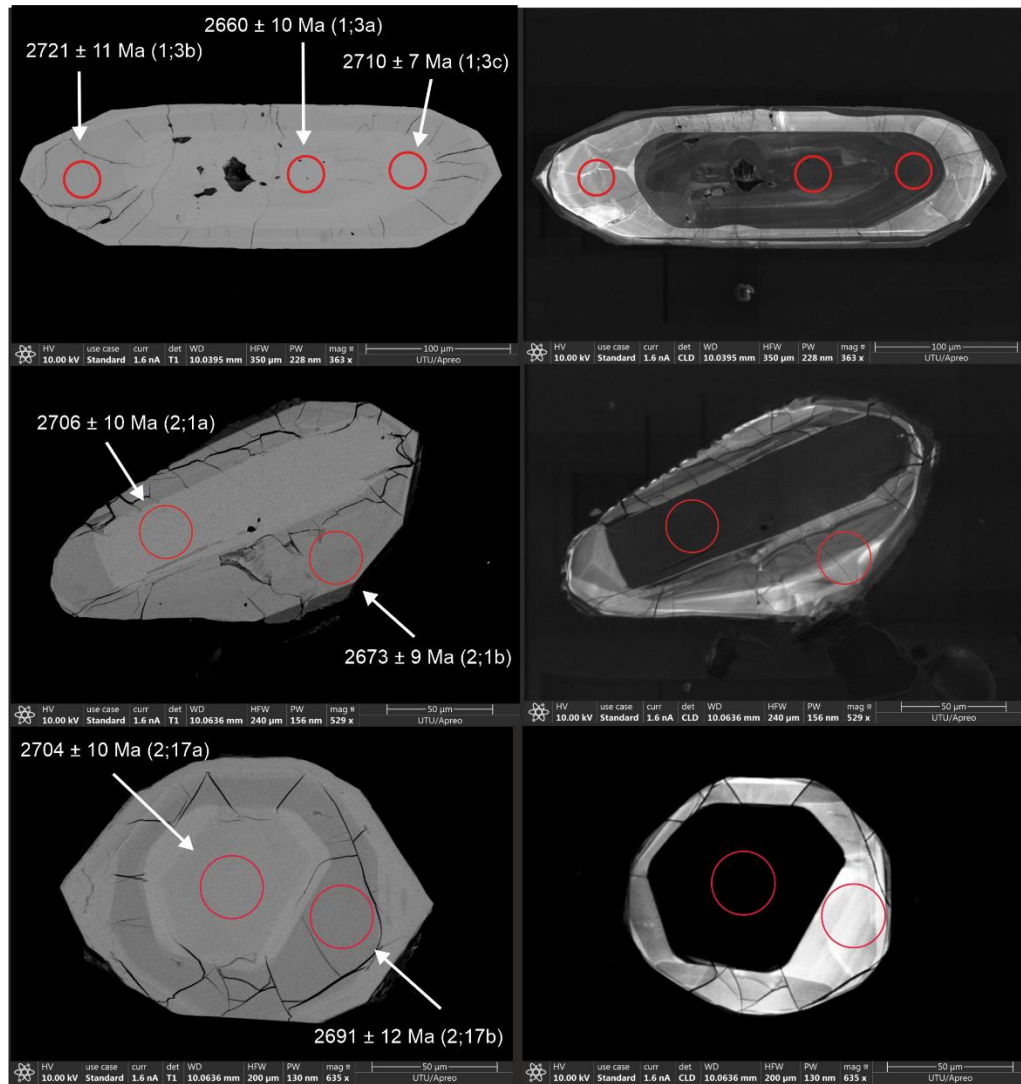 2660 ± 10 Ma (1;3a)
2721 ± 11 Ma (1;3b)
2710 ± 7 Ma (1;3c)
HV use case curr det WD HFW PW mag 100 µm
10.00 kV Standard 1.6 nA T1 10.0395 mm 350 µm 228 nm 363 x UTU/Apreo
HV use case curr det WD HFW PW mag 100 µm
10.00 kV Standard 1.6 nA CLD 10.0395 mm 350 µm 228 nm 363 x UTU/Apreo
2706 ± 10 Ma (2;1a)
2673 ± 9 Ma (2;1b)
HV use case curr det WD HFW PW mag 50 µm
10.00 kV Standard 1.6 nA T1 10.0636 mm 240 µm 156 nm 529 x UTU/Apreo
HV use case curr det WD HFW PW mag 50 µm
10.00 kV Standard 1.6 nA CLD 10.0636 mm 240 µm 156 nm 529 x UTU/Apreo
2704 ± 10 Ma (2;17a)
2691 ± 12 Ma (2;17b)
HV use case curr det WD HFW PW mag 50 µm
10.00 kV Standard 1.6 nA T1 10.0636 mm 200 µm 130 nm 635 x UTU/Apreo
HV use case curr det WD HFW PW mag 50 µm
10.00 kV Standard 1.6 nA CLD 10.0636 mm 200 µm 130 nm 635 x UTU/Apreo